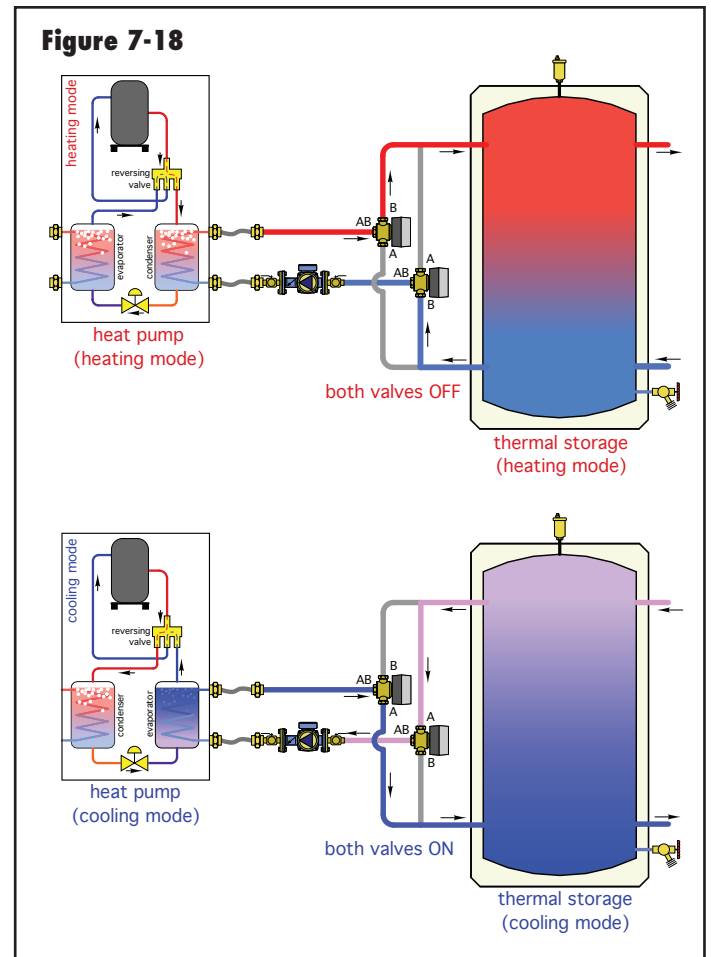 Figure 7-18
heating mode
reversing
valve
evaporator
condenser
heat pump
(heating mode)
AB
B
A
A
AB
B
both valves OFF
thermal storage
(heating mode)
cooling mode
reversing
valve
condenser
evaporator
heat pump
(cooling mode)
AB
B
A
A
AB
B
both valves ON
thermal storage
(cooling mode)